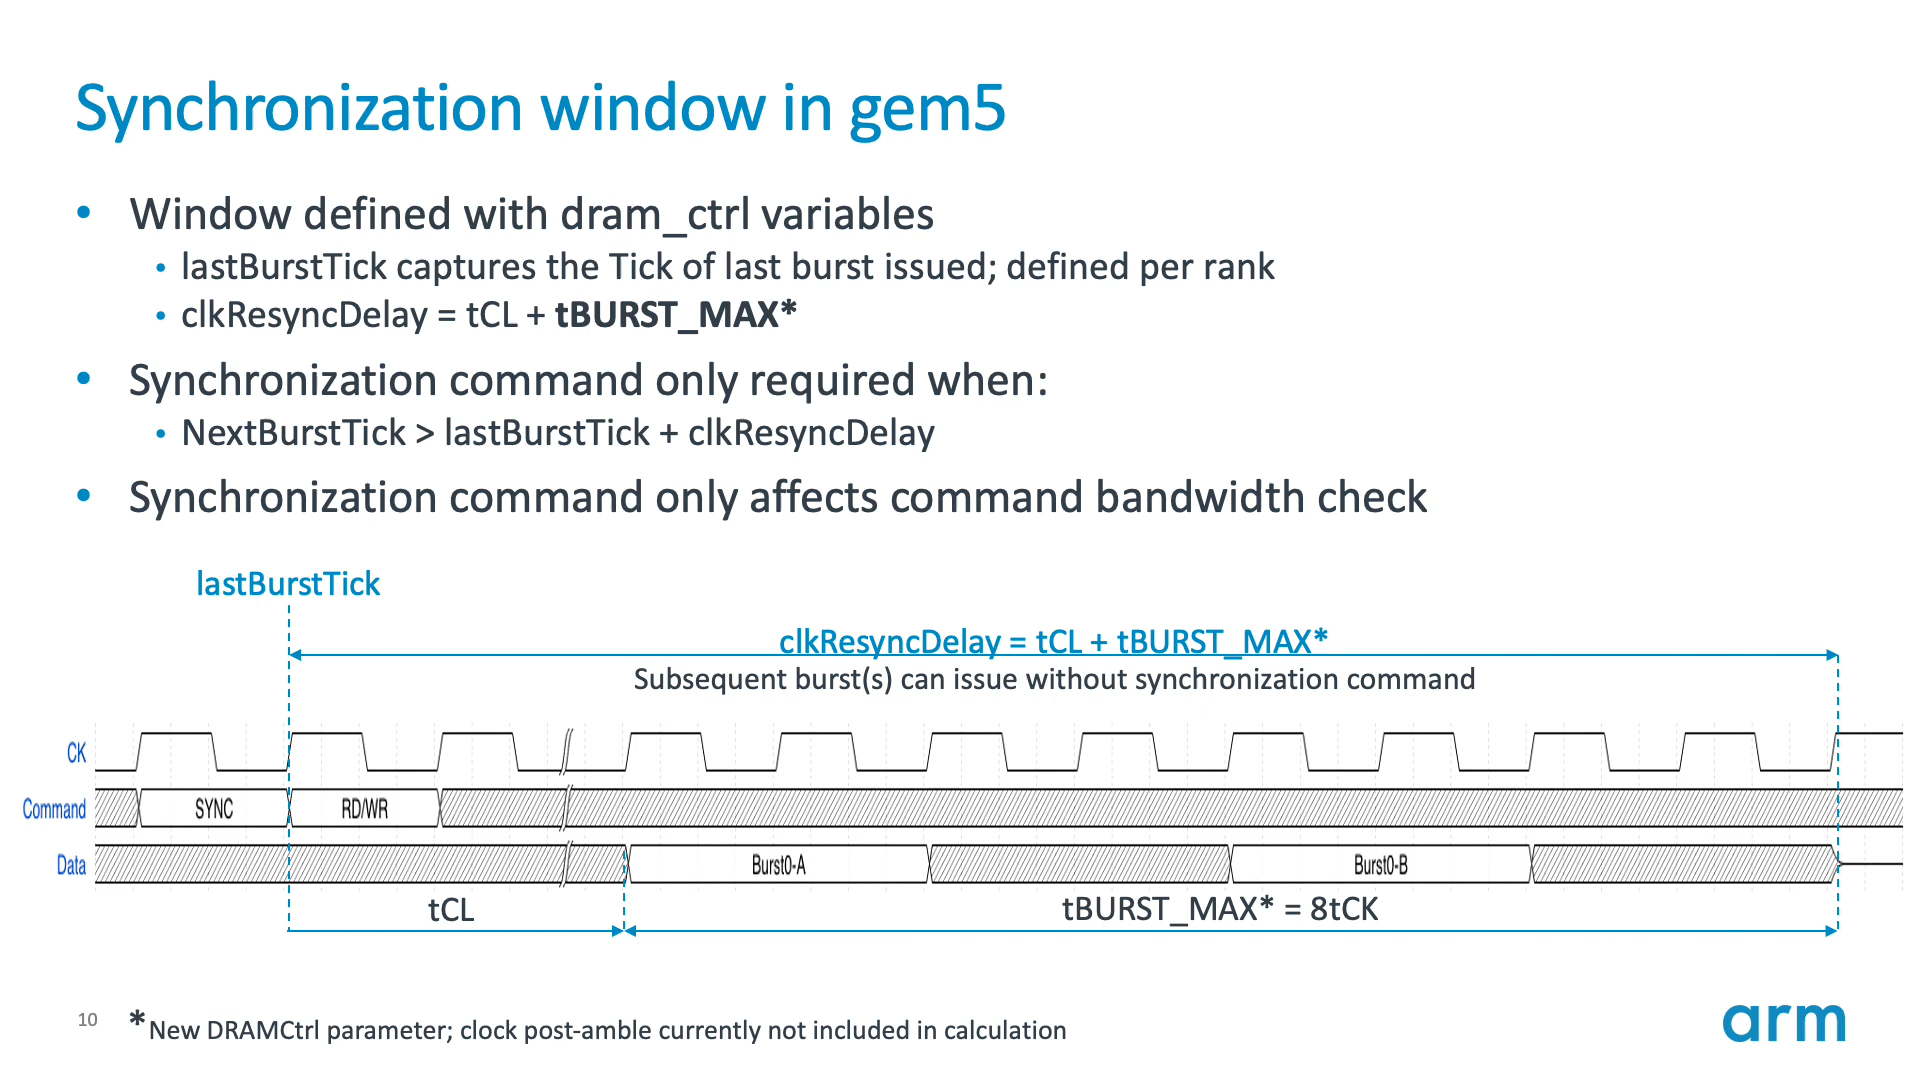 Synchronization window in gem5
• Window defined with dram_ctrl variables
• lastBurstTick captures the Tick of last burst issued; defined per rank
• clkResyncDelay = tCL + tBURST_MAX*
• Synchronization command only required when:
• NextBurstTick > lastBurstTick + clkResyncDelay
• Synchronization command only affects command bandwidth check
lastBurstTick
clkResyncDelay = tCL + tBURST_MAX*
Subsequent burst(s) can issue without synchronization command
CK
Command SYNC RD/WR
Data Burst0-A Burst0-B
tCL tBURST_MAX* = 8tCK
10 *New DRAMCtrl parameter; clock post-amble currently not included in calculation
arm